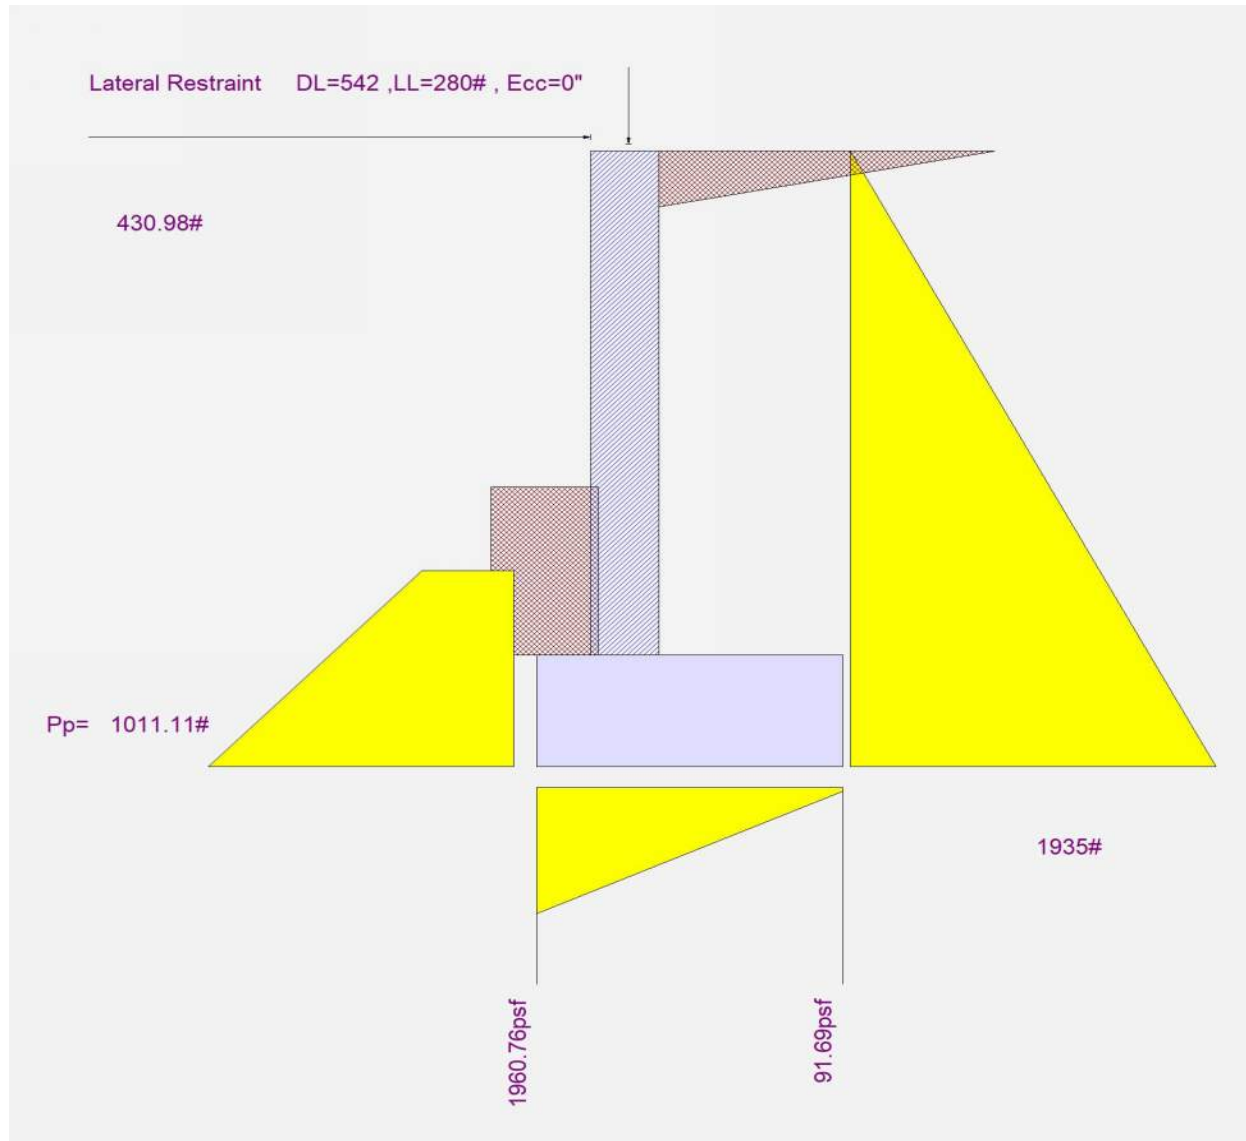 Lateral Restraint DL=542 ,LL=280# , Ecc=0"
430.98#
Pp= 1011.11#
1935#
1960.76psf
91.69psf